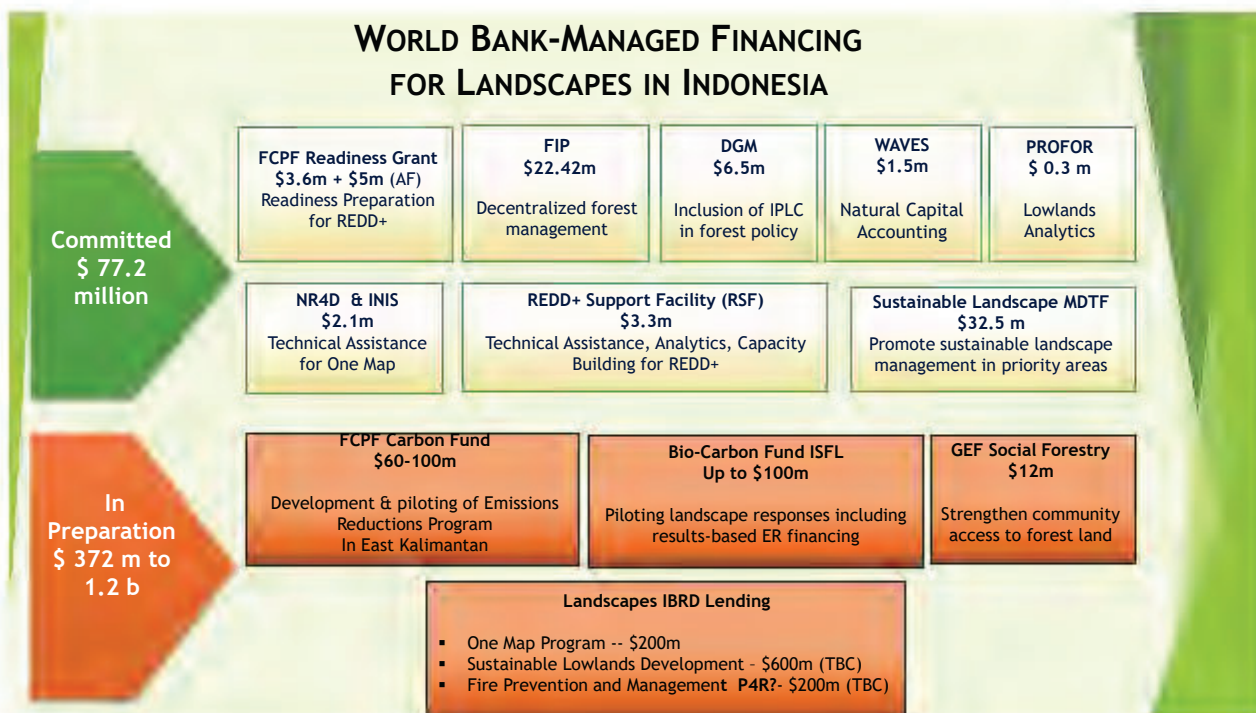 WORLD BANK-MANAGED FINANCING
FOR LANDSCAPES IN INDONESIA
Committed
$ 77.2
million
FCPF Readiness Grant
$3.6m + $5m (AF)
Readiness Preparation
for REDD+
FIP
$22.42m
Decentralized forest
management
DGM
$6.5m
Inclusion of IPLC
in forest policy
WAVES
$1.5m
Natural Capital
Accounting
PROFOR
$ 0.3 m
Lowlands
Analytics
NR4D & INIS
$2.1m
Technical Assistance
for One Map
REDD+ Support Facility (RSF)
$3.3m
Technical Assistance, Analytics, Capacity
Building for REDD+
Sustainable Landscape MDTF
$32.5 m
Promote sustainable landscape
management in priority areas
In
Preparation
$ 372 m to
1.2 b
FCPF Carbon Fund
$60-100m
Development & piloting of Emissions
Reductions Program
In East Kalimantan
Bio-Carbon Fund ISFL
Up to $100m
Piloting landscape responses including
results-based ER financing
GEF Social Forestry
$12m
Strengthen community
access to forest land
Landscapes IBRD Lending
▪ One Map Program -- $200m
▪ Sustainable Lowlands Development – $600m (TBC)
▪ Fire Prevention and Management P4R?- $200m (TBC)